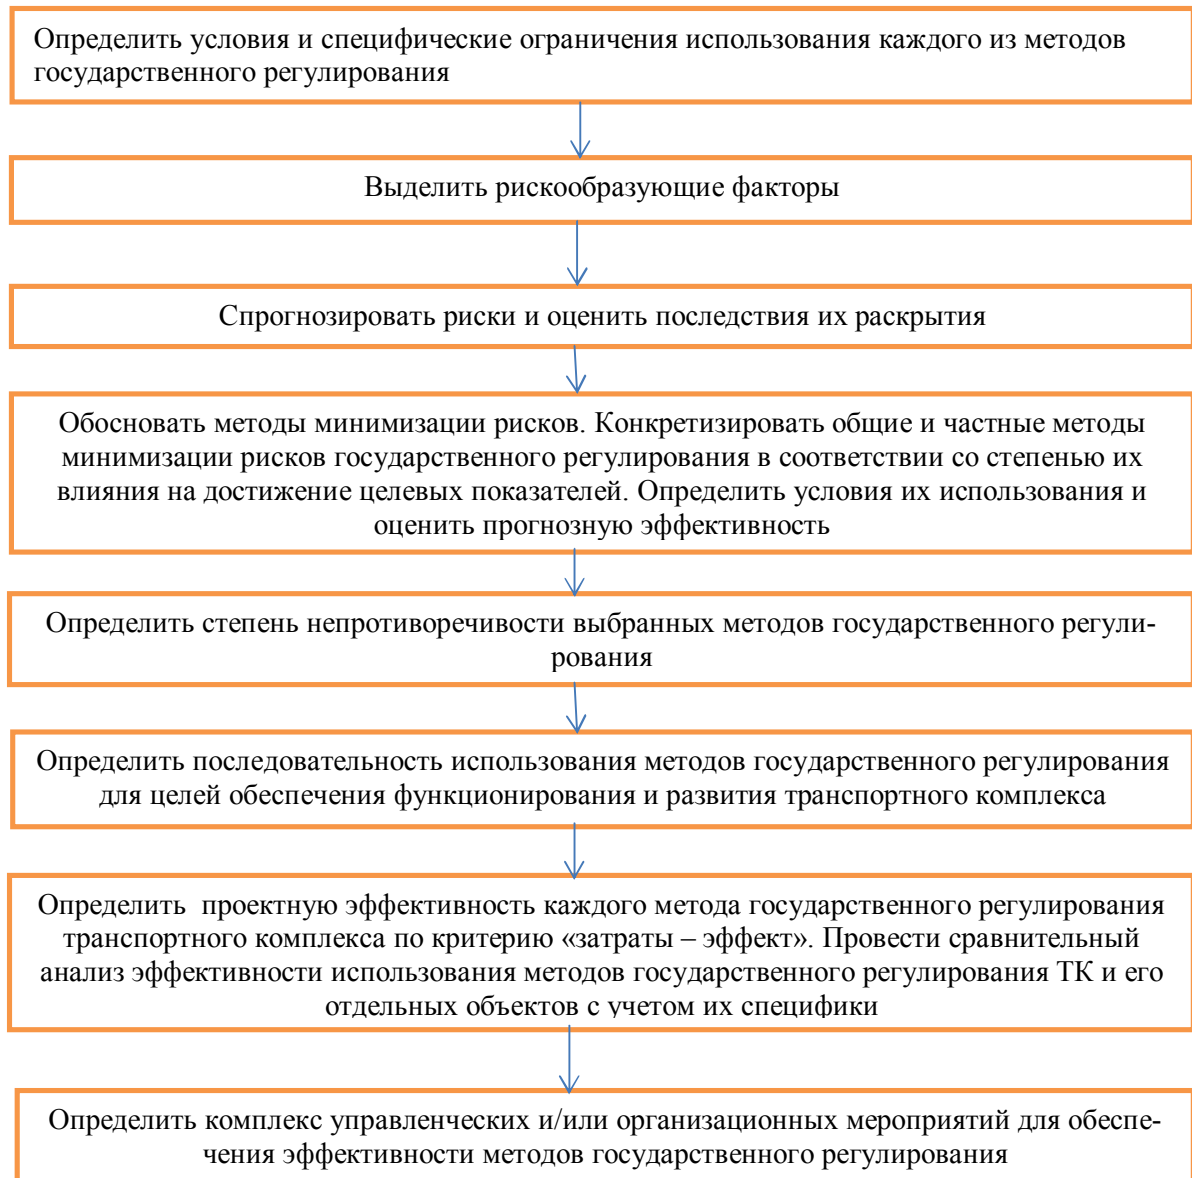 Определить условия и специфические ограничения использования каждого из методов
государственного регулирования
Выделить рискообразующие факторы
Спрогнозировать риски и оценить последствия их раскрытия
Обосновать методы минимизации рисков. Конкретизировать общие и частные методы
минимизации рисков государственного регулирования в соответствии со степенью их
влияния на достижение целевых показателей. Определить условия их использования и
оценить прогнозную эффективность
Определить степень непротиворечивости выбранных методов государственного регули-
рования
Определить последовательность использования методов государственного регулирования
для целей обеспечения функционирования и развития транспортного комплекса
Определить проектную эффективность каждого метода государственного регулирования
транспортного комплекса по критерию «затраты – эффект». Провести сравнительный
анализ эффективности использования методов государственного регулирования ТК и его
отдельных объектов с учетом их специфики
Определить комплекс управленческих и/или организационных мероприятий для обеспе-
чения эффективности методов государственного регулирования